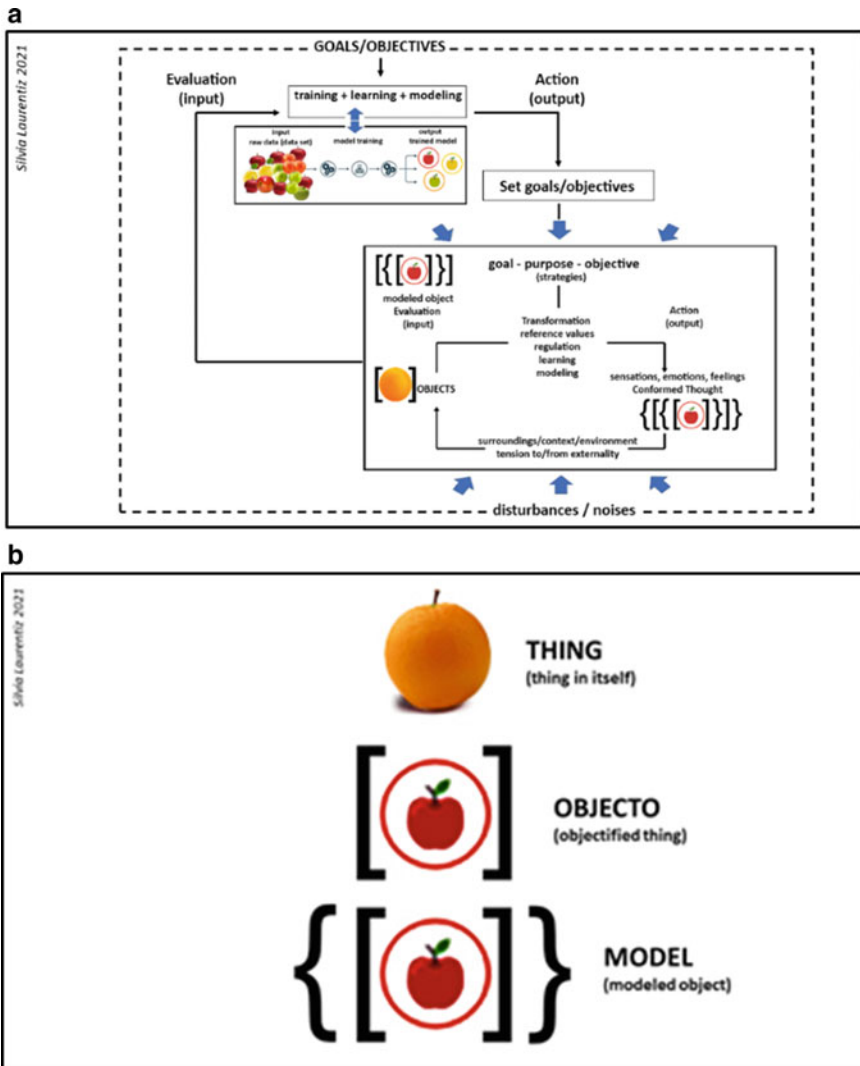 a
Silvia Laurentiz 2021
GOALS/OBJECTIVES
Evaluation
(input)
training + learning + modeling
Action
(output)
input
raw data (data set)
model training
output
trained model
Set goals/objectives
[{[ ]}]
modeled object
Evaluation
(input)
goal - purpose - objective
(strategies)
Transformation
reference values
regulation
learning
modeling
Action
(output)
[ ] OBJECTS
sensations, emotions, feelings
Conformed Thought
{[{[ ]}]}
surroundings/context/environment
tension to/from externality
disturbances / noises
b
Silvia Laurentiz 2021
THING
(thing in itself)
[ ]
OBJECTO
(objectified thing)
{[ ]}
MODEL
(modeled object)